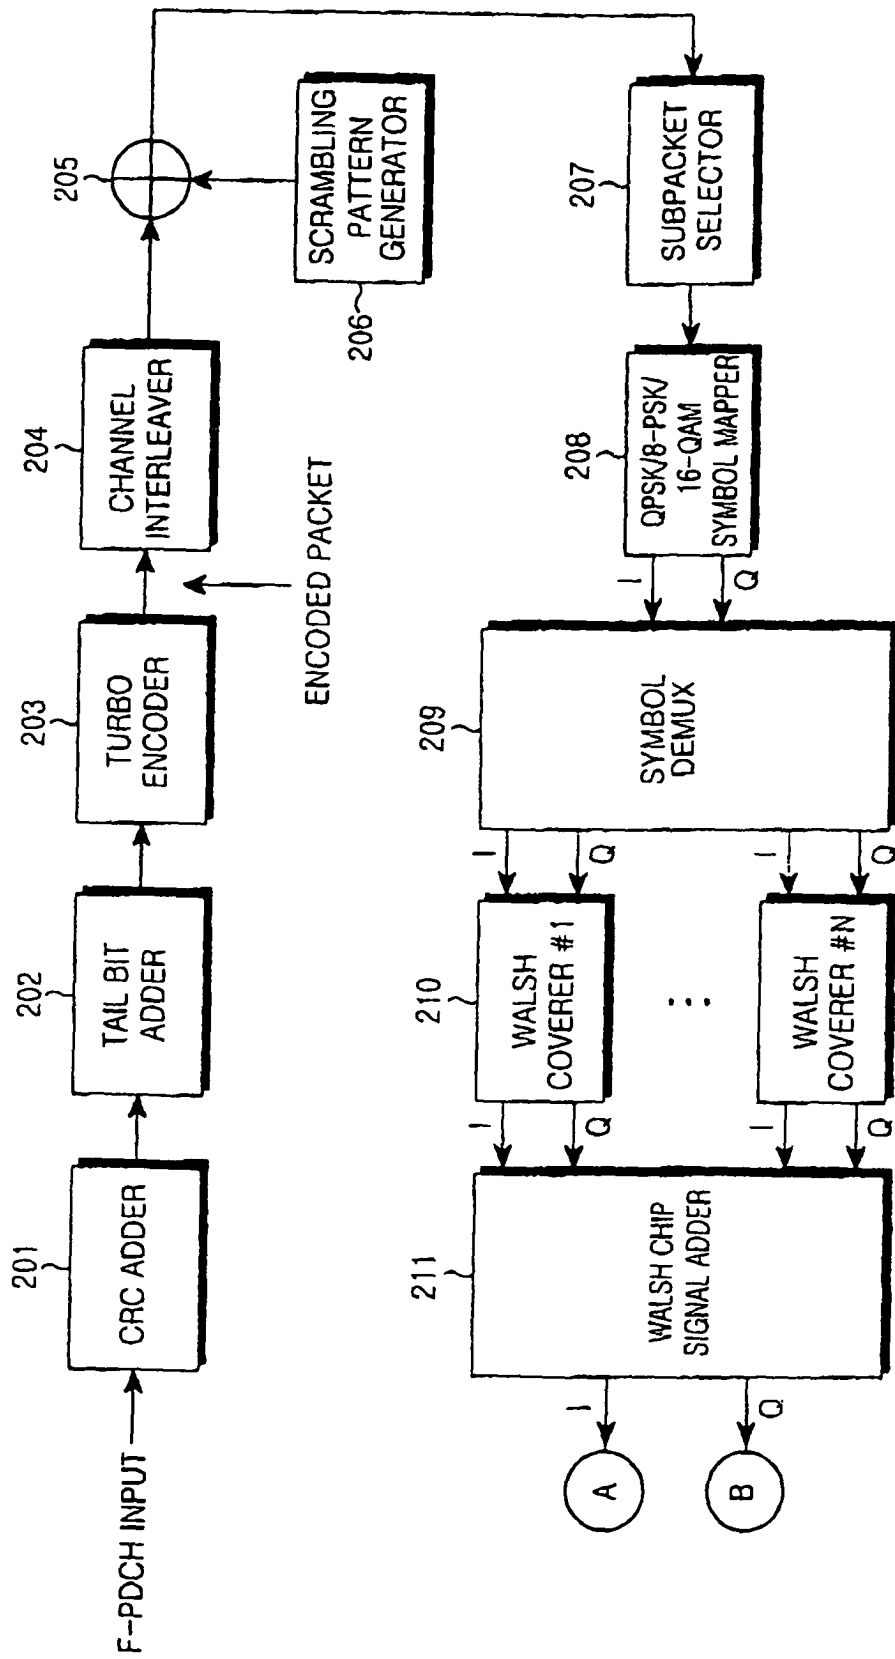 F-PDCH INPUT
201
CRC ADDER
202
TAIL BIT
ADDER
203
TURBO
ENCODER
ENCODED PACKET
204
CHANNEL
INTERLEAVER
205
206
SCRAMBLING
PATTERN
GENERATOR
207
SUBPACKET
SELECTOR
208
QPSK/8-PSK/
16-QAM
SYMBOL MAPPER
I
Q
209
SYMBOL
DEMUX
I
Q
I
Q
210
WALSH
COVERER #1
...
WALSH
COVERER #N
I
Q
I
Q
211
WALSH CHIP
SIGNAL ADDER
I
Q
A
B